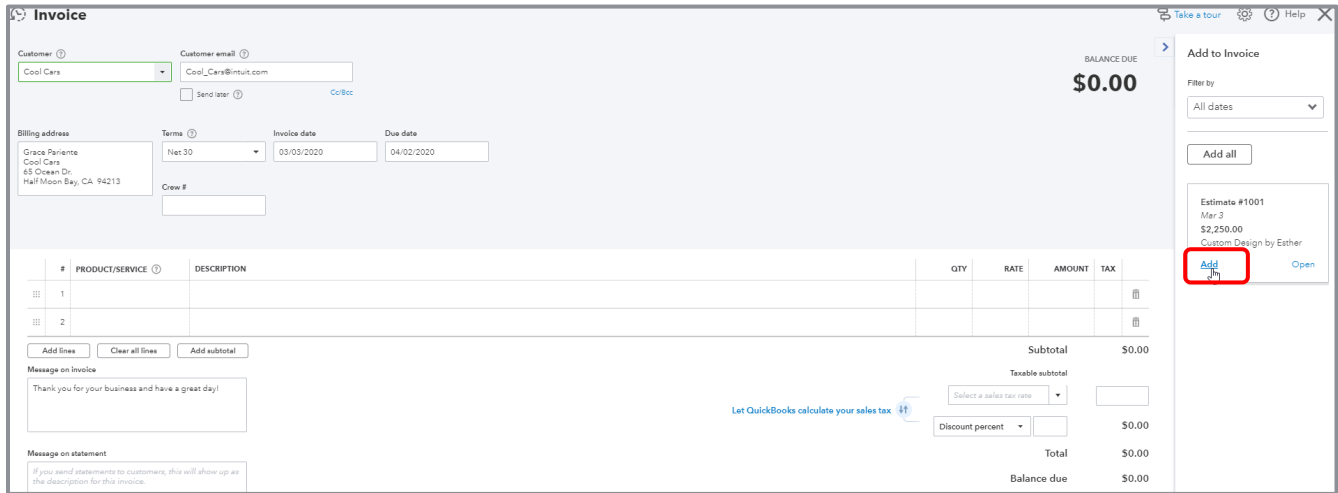 Invoice
Take a tour
Help
Customer
Customer email
BALANCE DUE
Cool Cars
Cool_Cars@intuit.com
$0.00
Send later
Cc/Bcc
Billing address
Terms
Invoice date
Due date
Grace Pariente
Cool Cars
65 Ocean Dr.
Half Moon Bay, CA 94213
Net 30
03/03/2020
04/02/2020
Crew #
Add to Invoice
Filter by
All dates
Add all
Estimate #1001
Mar 3
$2,250.00
Custom Design by Esther
Add
Open
# PRODUCT/SERVICE DESCRIPTION QTY RATE AMOUNT TAX
1
2
Add lines Clear all lines Add subtotal
Subtotal $0.00
Message on invoice
Thank you for your business and have a great day!
Taxable subtotal
Select a sales tax rate
Let QuickBooks calculate your sales tax
Discount percent $0.00
Message on statement
If you send statements to customers, this will show up as
the description for this invoice.
Total $0.00
Balance due $0.00